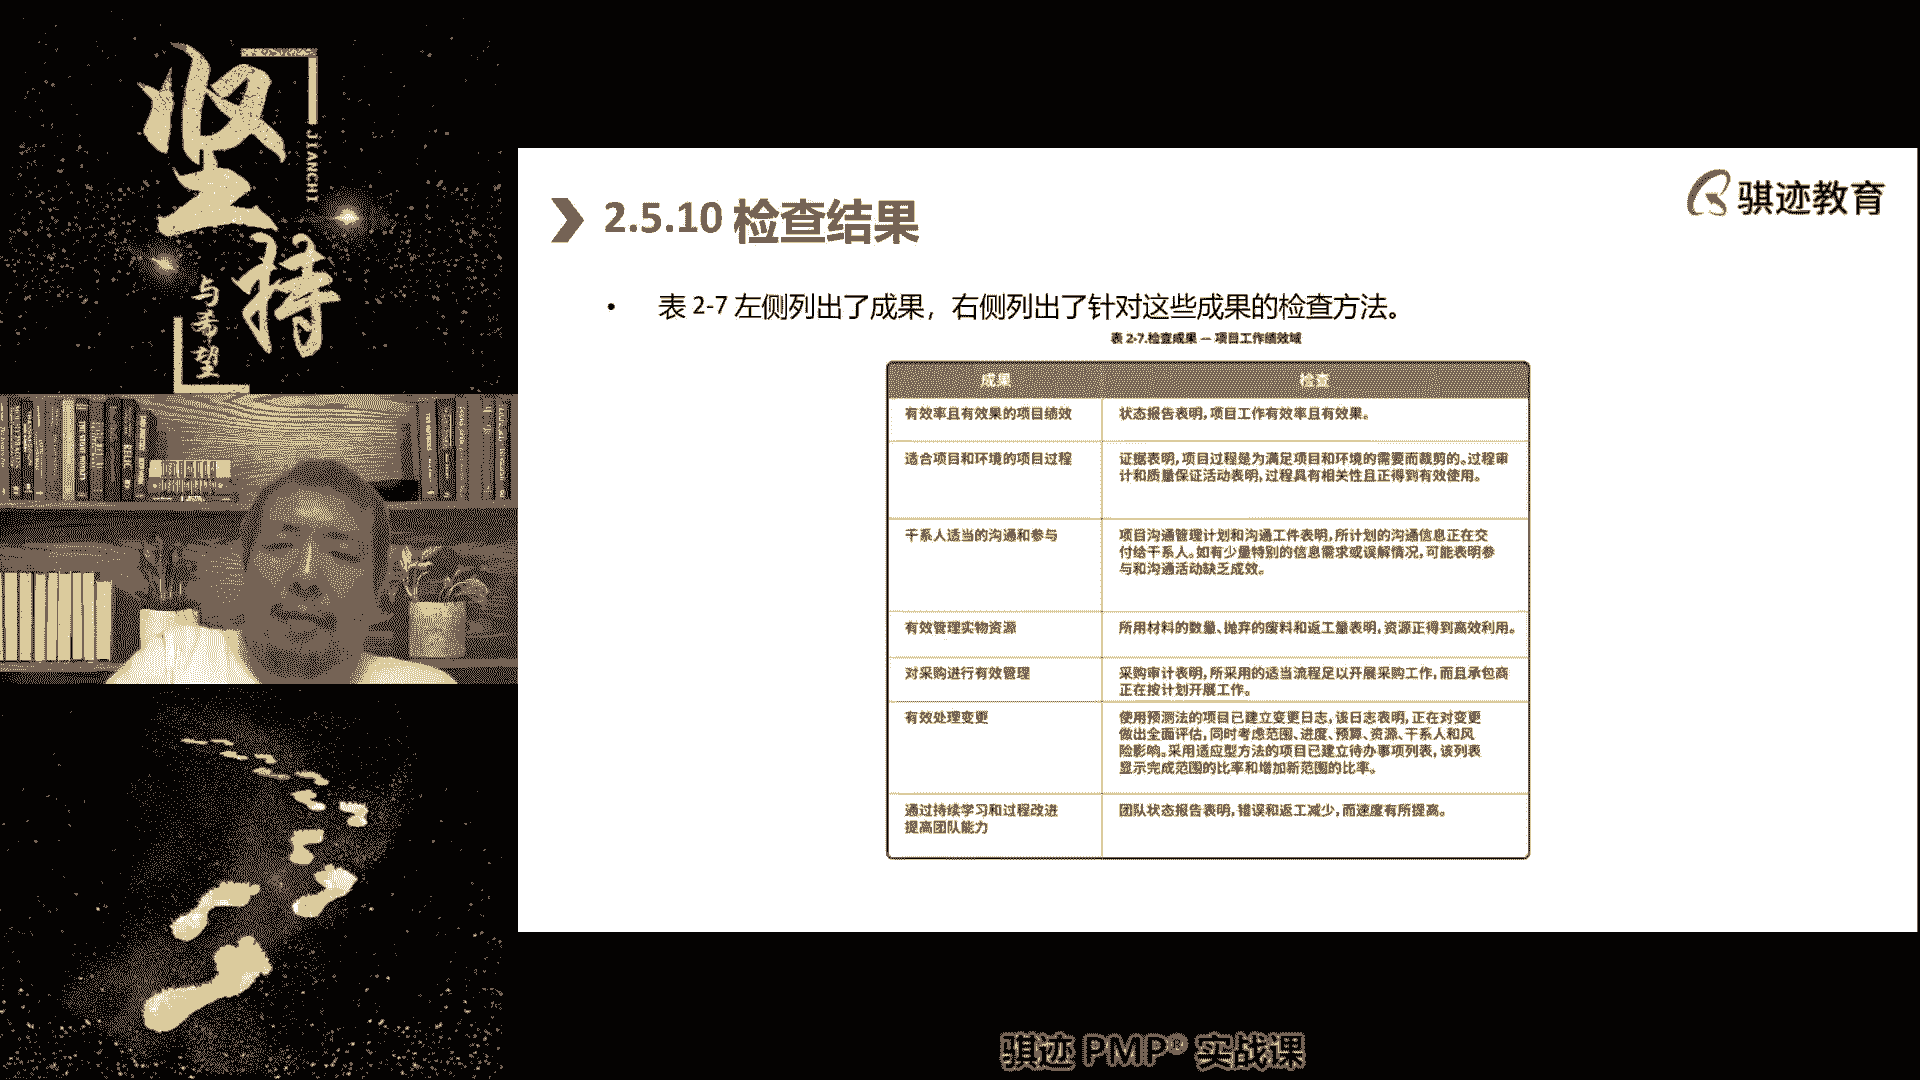 坚持
JIANCHI
与希望
骐迹教育
2.5.10 检查结果
• 表 2-7 左侧列出了成果，右侧列出了针对这些成果的检查方法。
表 2-7.检查成果 — 项目工作绩效域
成果 检查
有效率且有效果的项目绩效
状态报告表明，项目工作有效率且有效果。
适合项目和环境的项目过程
证据表明，项目过程是为满足项目和环境的需要而裁剪的。过程审
计和质量保证活动表明，过程具有相关性且正得到有效使用。
干系人适当的沟通和参与
项目沟通管理计划和沟通工件表明，所计划的沟通信息正在交
付给干系人。如有少量特别的信息需求或误解情况，可能表明参
与和沟通活动缺乏成效。
有效管理实物资源
所用材料的数量、抛弃的废料和返工量表明，资源正得到高效利用。
对采购进行有效管理
采购审计表明，所采用的适当流程足以开展采购工作，而且承包商
正在按计划开展工作。
有效处理变更
使用预测法的项目已建立变更日志，该日志表明，正在对变更
做出全面评估，同时考虑范围、进度、预算、资源、干系人和风
险影响。采用适应型方法的项目已建立待办事项列表，该列表
显示完成范围的比率和增加新范围的比率。
通过持续学习和过程改进
提高团队能力
团队状态报告表明，错误和返工减少，而速度有所提高。
骐迹 PMP® 实战课